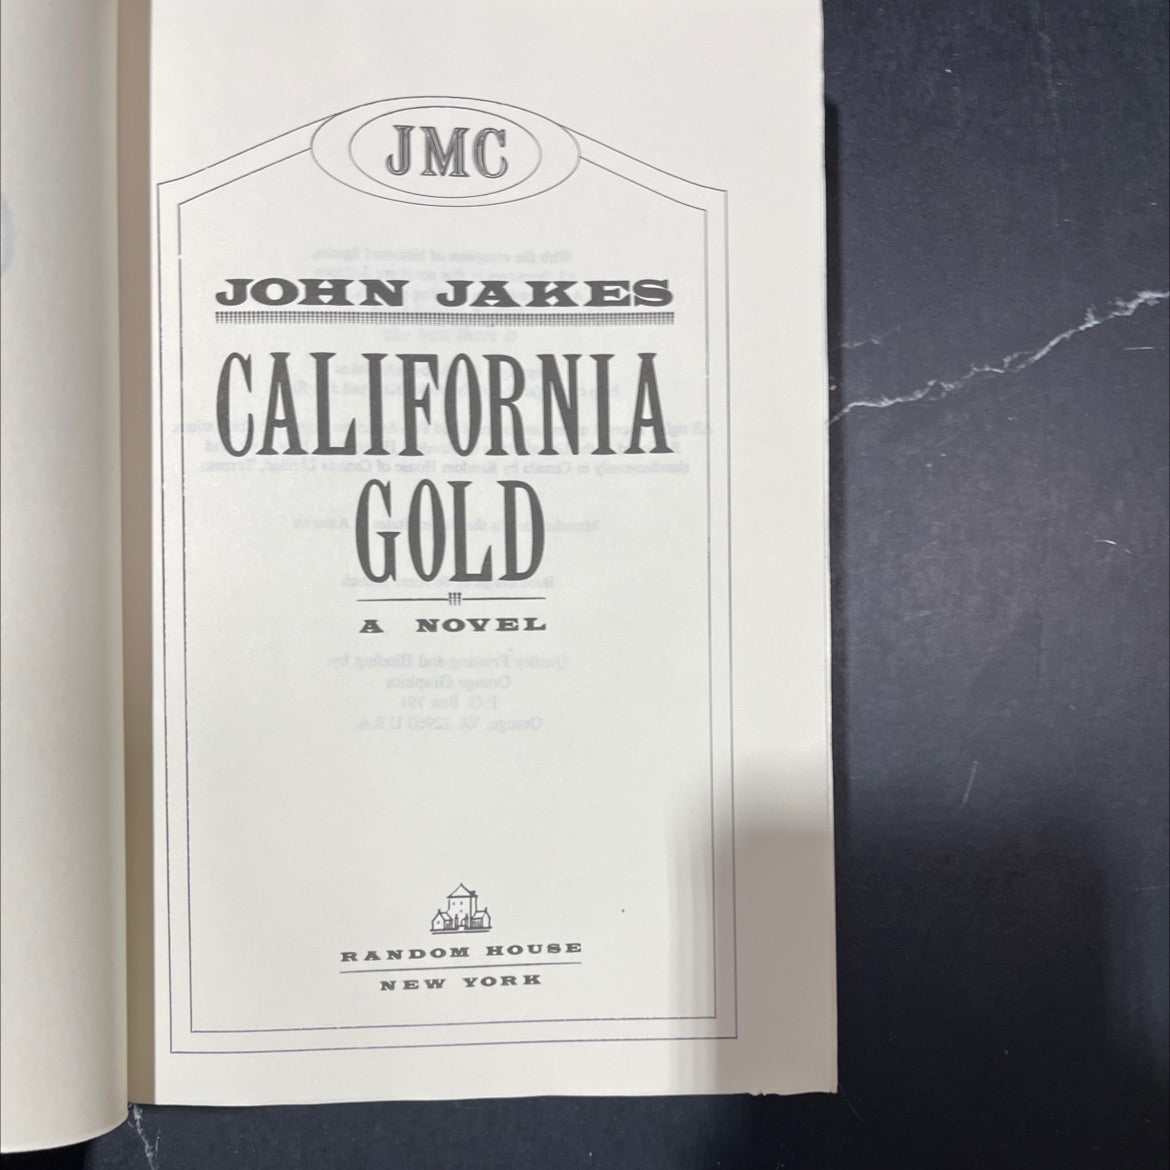 JMC
JOHN JAKES
CALIFORNIA
GOLD
A NOVEL
RANDOM HOUSE
NEW YORK